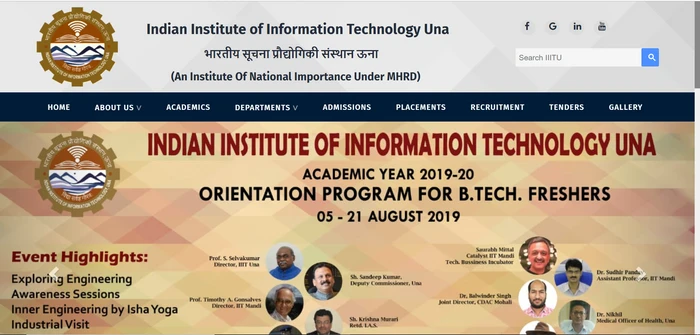 Indian Institute of Information Technology Una
भारतीय सूचना प्रौद्योगिकी संस्थान ऊना
(An Institute Of National Importance Under MHRD)
Search IIITU
HOME
ABOUT US
ACADEMICS
DEPARTMENTS
ADMISSIONS
PLACEMENTS
RECRUITMENT
TENDERS
GALLERY
INDIAN INSTITUTE OF INFORMATION TECHNOLOGY UNA
ACADEMIC YEAR 2019-20
ORIENTATION PROGRAM FOR B.TECH. FRESHERS
05 - 21 AUGUST 2019
Event Highlights:
Exploring Engineering
Awareness Sessions
Inner Engineering by Isha Yoga
Industrial Visit
Prof. S. Selvakumar
Director, IIIT Una
Sh. Sandeep Kumar,
Deputy Commissioner, Una
Prof. Timothy A. Gonsalves
Director, IIT Mandi
Sh. Krishna Murari
Retd. I.A.S.
Saurabh Mittal
Catalyst IIT Mandi
Tech. Bussiness Incubator
Dr. Sudhir Pandey
Assistant Professor, IIT Mandi
Dr. Balwinder Singh
Joint Director, CDAC Mohali
Dr. Nikhil
Medical Officer of Health, Una